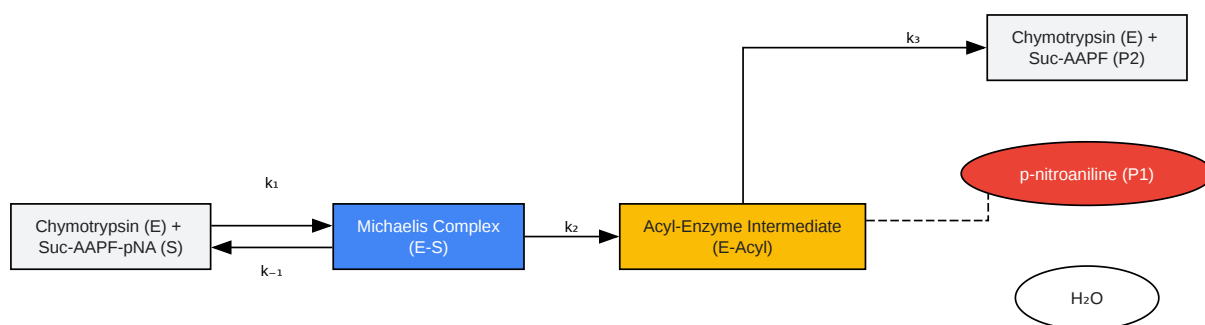 Chymotrypsin (E) +
Suc-AAPF-pNA (S)
k₁
k₋₁
Michaelis Complex
(E-S)
k₂
Acyl-Enzyme Intermediate
(E-Acyl)
k₃
Chymotrypsin (E) +
Suc-AAPF (P2)
p-nitroaniline (P1)
H₂O